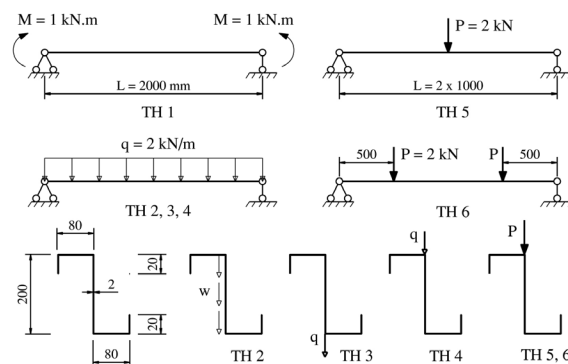 M = 1 kN.m
M = 1 kN.m
L = 2000 mm
TH 1
P = 2 kN
L = 2 x 1000
TH 5
q = 2 kN/m
TH 2, 3, 4
500
P = 2 kN
P
500
TH 6
80
200
2
20
20
80
w
TH 2
q
TH 3
q
TH 4
P
TH 5, 6